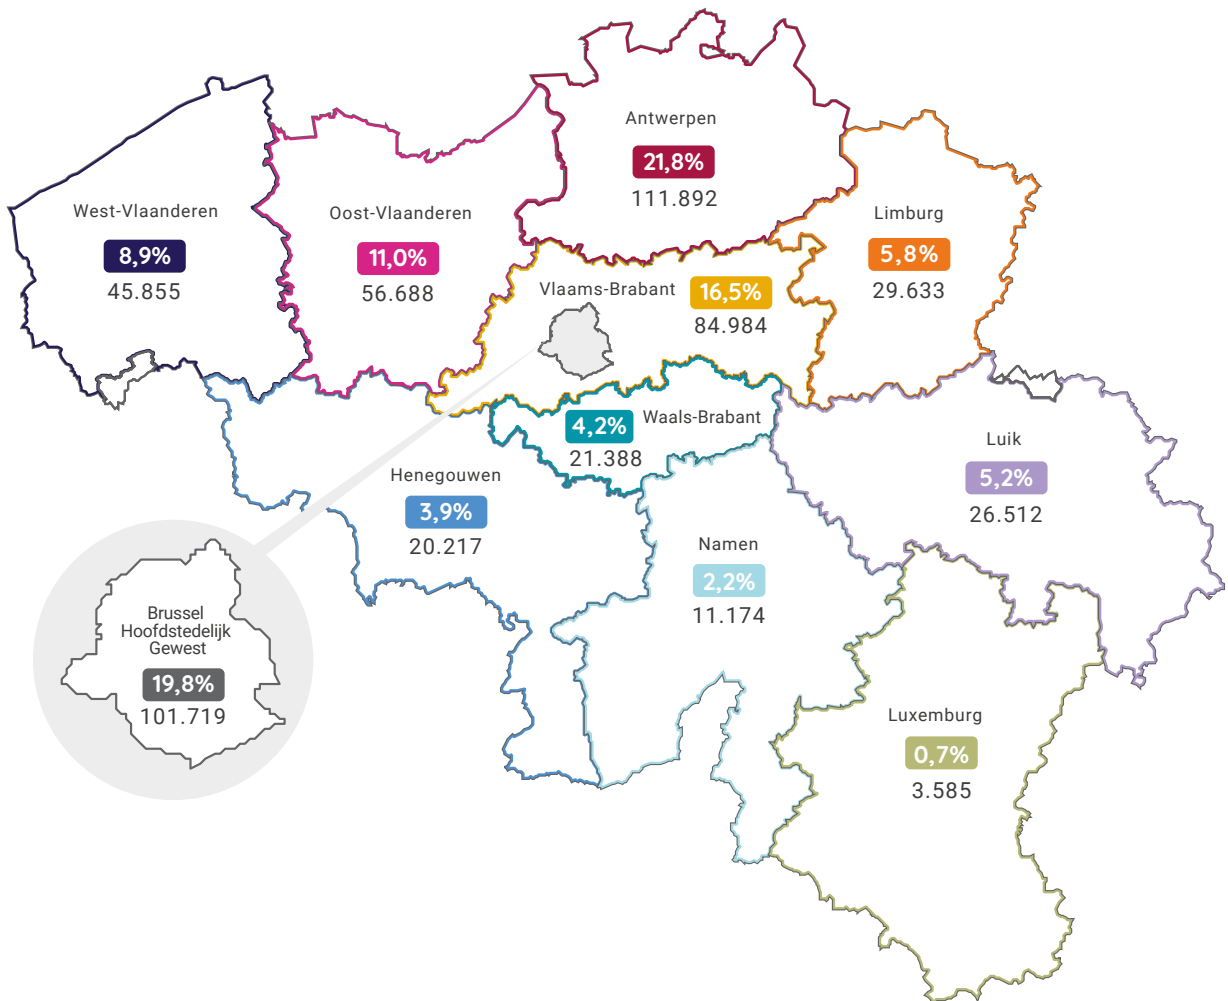 Antwerpen
21,8%
111.892
West-Vlaanderen
8,9%
45.855
Oost-Vlaanderen
11,0%
56.688
Limburg
5,8%
29.633
Vlaams-Brabant
16,5%
84.984
4,2%
Waals-Brabant
21.388
Luik
5,2%
26.512
Henegouwen
3,9%
20.217
Namen
2,2%
11.174
Brussel
Hoofdstedelijk
Gewest
19,8%
101.719
Luxemburg
0,7%
3.585